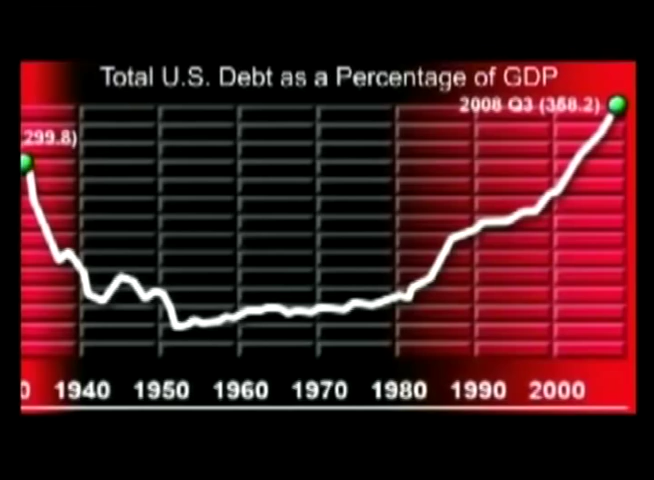 Total U.S. Debt as a Percentage of GDP
2008 Q3 (358.2)
299.8)
0 1940 1950 1960 1970 1980 1990 2000